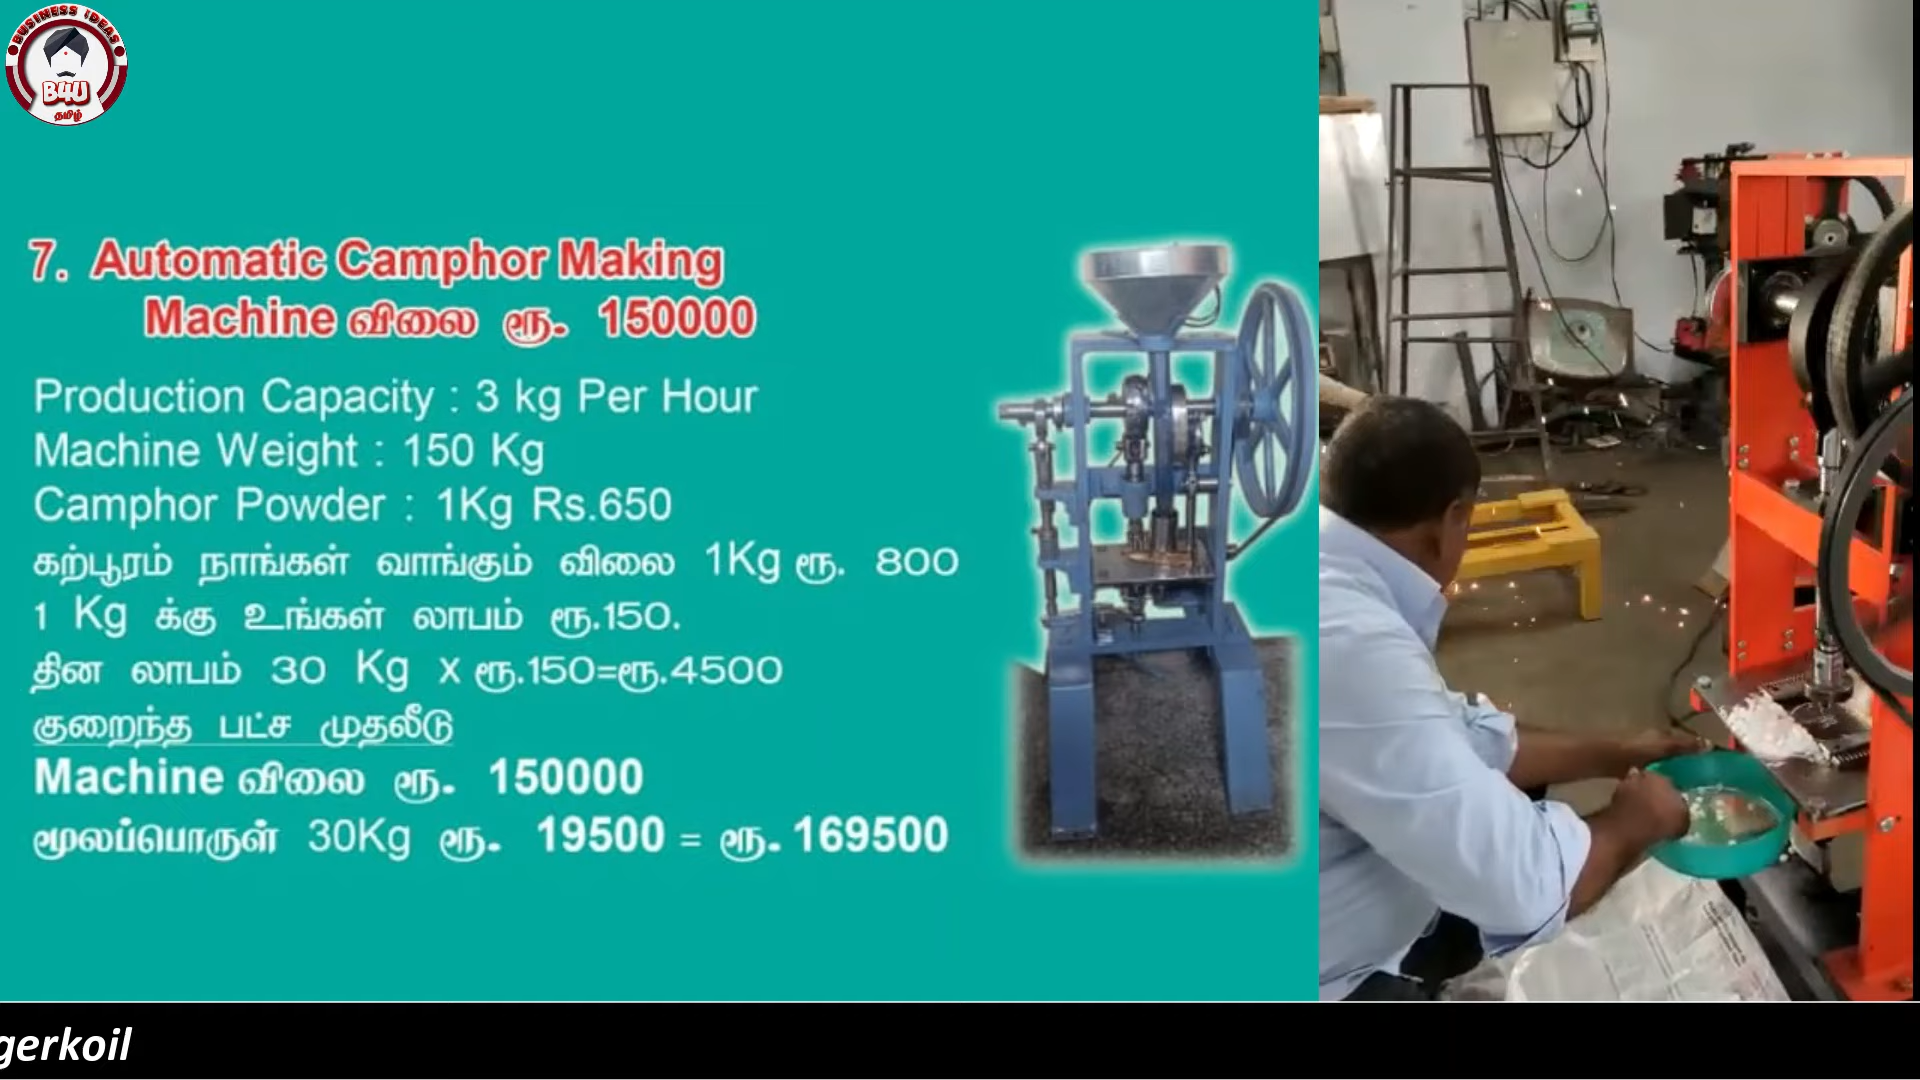 BUSINESS IDEAS
B4U
தமிழ்
7. Automatic Camphor Making
Machine விலை ரூ. 150000
Production Capacity : 3 kg Per Hour
Machine Weight : 150 Kg
Camphor Powder : 1Kg Rs.650
கற்பூரம் நாங்கள் வாங்கும் விலை 1Kg ரூ. 800
1 Kg க்கு உங்கள் லாபம் ரூ.150.
தின லாபம் 30 Kg x ரூ.150=ரூ.4500
குறைந்த பட்ச முதலீடு
Machine விலை ரூ. 150000
மூலப்பொருள் 30Kg ரூ. 19500 = ரூ. 169500
gerkoil